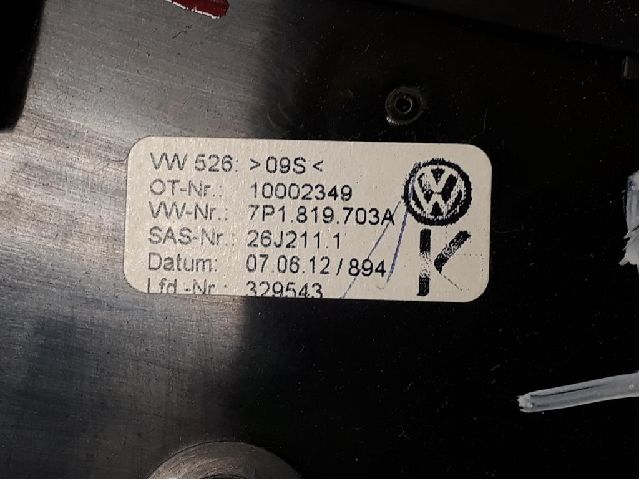 VW 526: >09S<
OT-Nr.: 10002349
VW-Nr.: 7P1.819.703A
SAS-Nr.: 26J211.1
Datum: 07.06.12/894
Lfd.-Nr.: 329543
VW
K